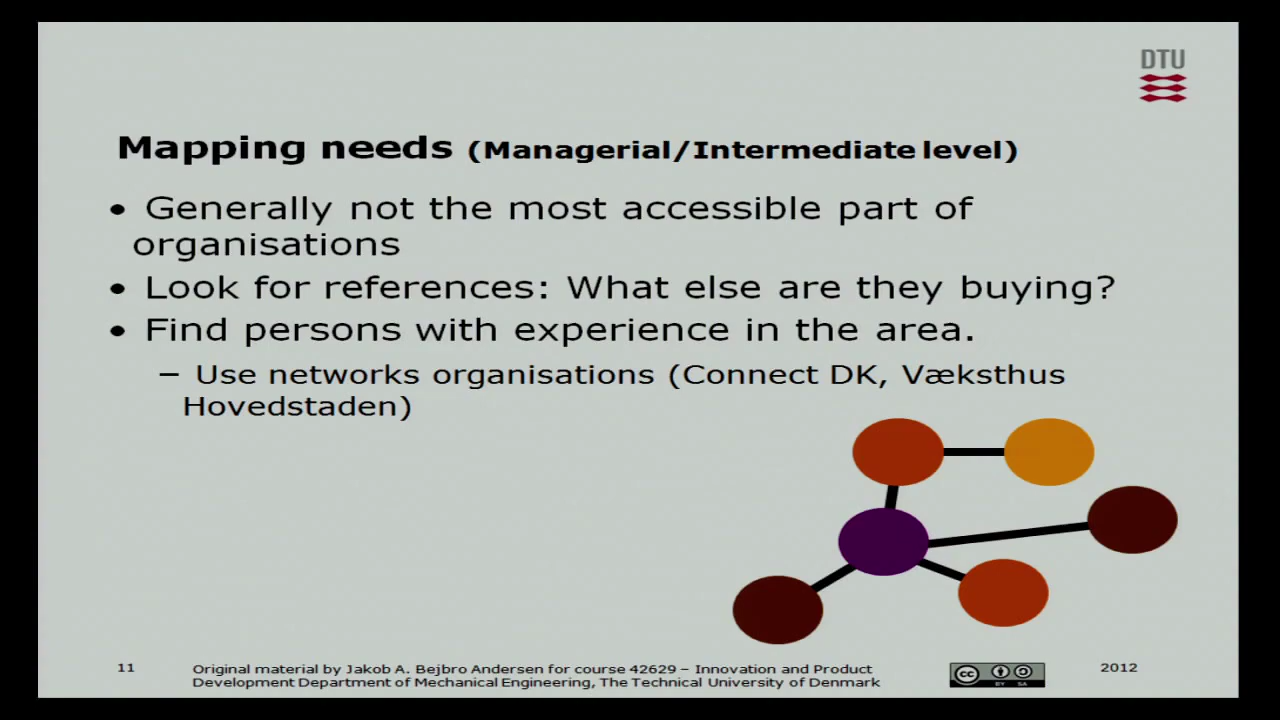 DTU
Mapping needs (Managerial/Intermediate level)
• Generally not the most accessible part of
organisations
• Look for references: What else are they buying?
• Find persons with experience in the area.
– Use networks organisations (Connect DK, Væksthus
Hovedstaden)
11
Original material by Jakob A. Bejbro Andersen for course 42629 – Innovation and Product
Development Department of Mechanical Engineering, The Technical University of Denmark
cc
BY SA
2012